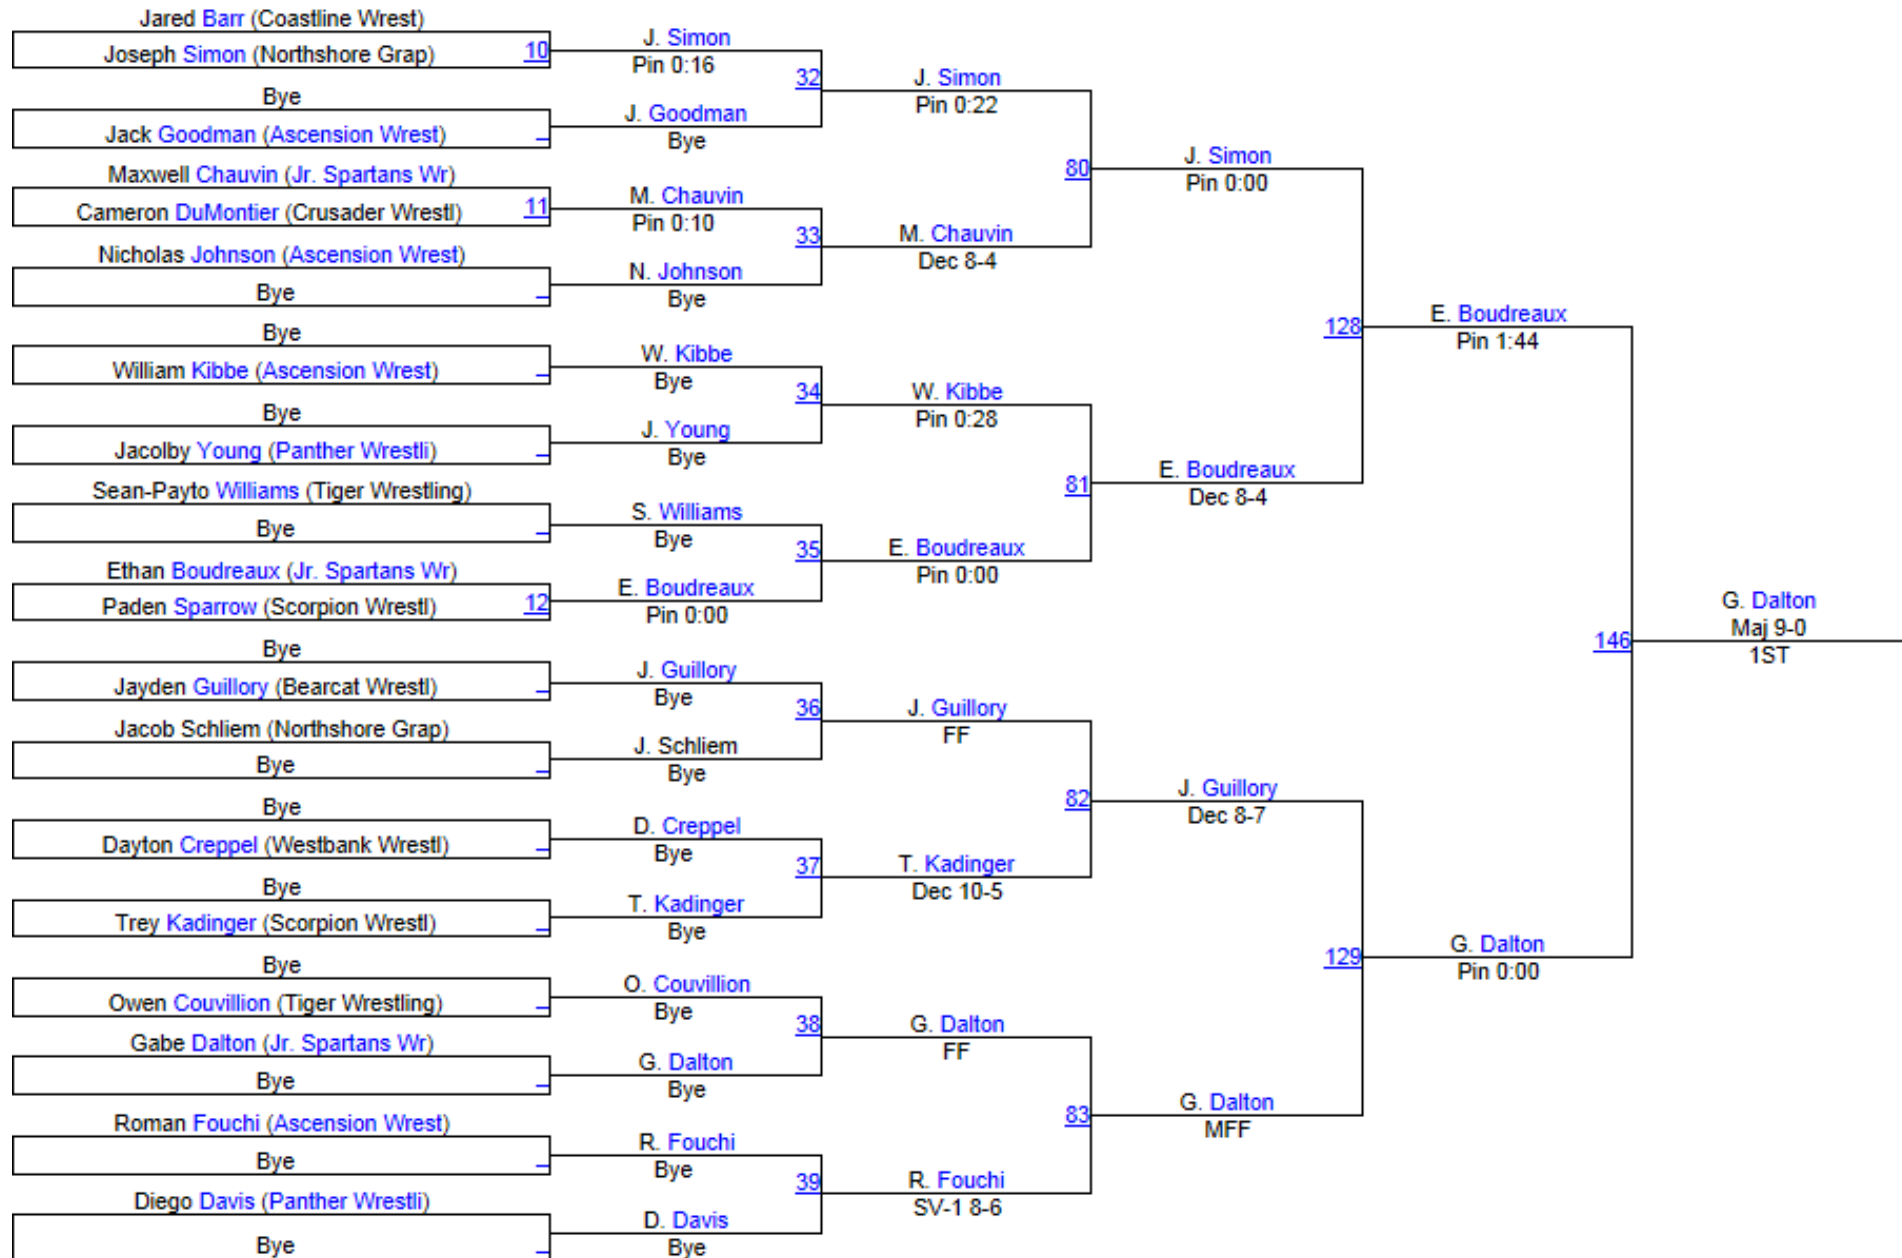 Jared Barr (Coastline Wrest)
Joseph Simon (Northshore Grap) 10
Bye
Jack Goodman (Ascension Wrest)
Maxwell Chauvin (Jr. Spartans Wr)
Cameron DuMontier (Crusader Wrestl) 11
Nicholas Johnson (Ascension Wrest)
Bye
Bye
William Kibbe (Ascension Wrest)
Bye
Jacolby Young (Panther Wrestli)
Sean-Payto Williams (Tiger Wrestling)
Bye
Ethan Boudreaux (Jr. Spartans Wr)
Paden Sparrow (Scorpion Wrestl) 12
Bye
Jayden Guillory (Bearcat Wrestl)
Jacob Schliem (Northshore Grap)
Bye
Bye
Dayton Creppel (Westbank Wrestl)
Bye
Trey Kadinger (Scorpion Wrestl)
Bye
Owen Couvillion (Tiger Wrestling)
Gabe Dalton (Jr. Spartans Wr)
Bye
Roman Fouchi (Ascension Wrest)
Bye
Diego Davis (Panther Wrestli)
Bye
J. Simon
Pin 0:16
32
J. Goodman
Bye
M. Chauvin
Pin 0:10
33
N. Johnson
Bye
W. Kibbe
Bye
34
J. Young
Bye
S. Williams
Bye
35
E. Boudreaux
Pin 0:00
J. Guillory
Bye
36
J. Schliem
Bye
D. Creppel
Bye
37
T. Kadinger
Bye
O. Couvillion
Bye
38
G. Dalton
Bye
R. Fouchi
Bye
39
D. Davis
Bye
J. Simon
Pin 0:22
80
M. Chauvin
Dec 8-4
W. Kibbe
Pin 0:28
81
E. Boudreaux
Pin 0:00
J. Guillory
FF
82
T. Kadinger
Dec 10-5
G. Dalton
FF
83
R. Fouchi
SV-1 8-6
J. Simon
Pin 0:00
128
E. Boudreaux
Dec 8-4
J. Guillory
Dec 8-7
129
G. Dalton
MFF
E. Boudreaux
Pin 1:44
146
G. Dalton
Pin 0:00
G. Dalton
Maj 9-0
1ST